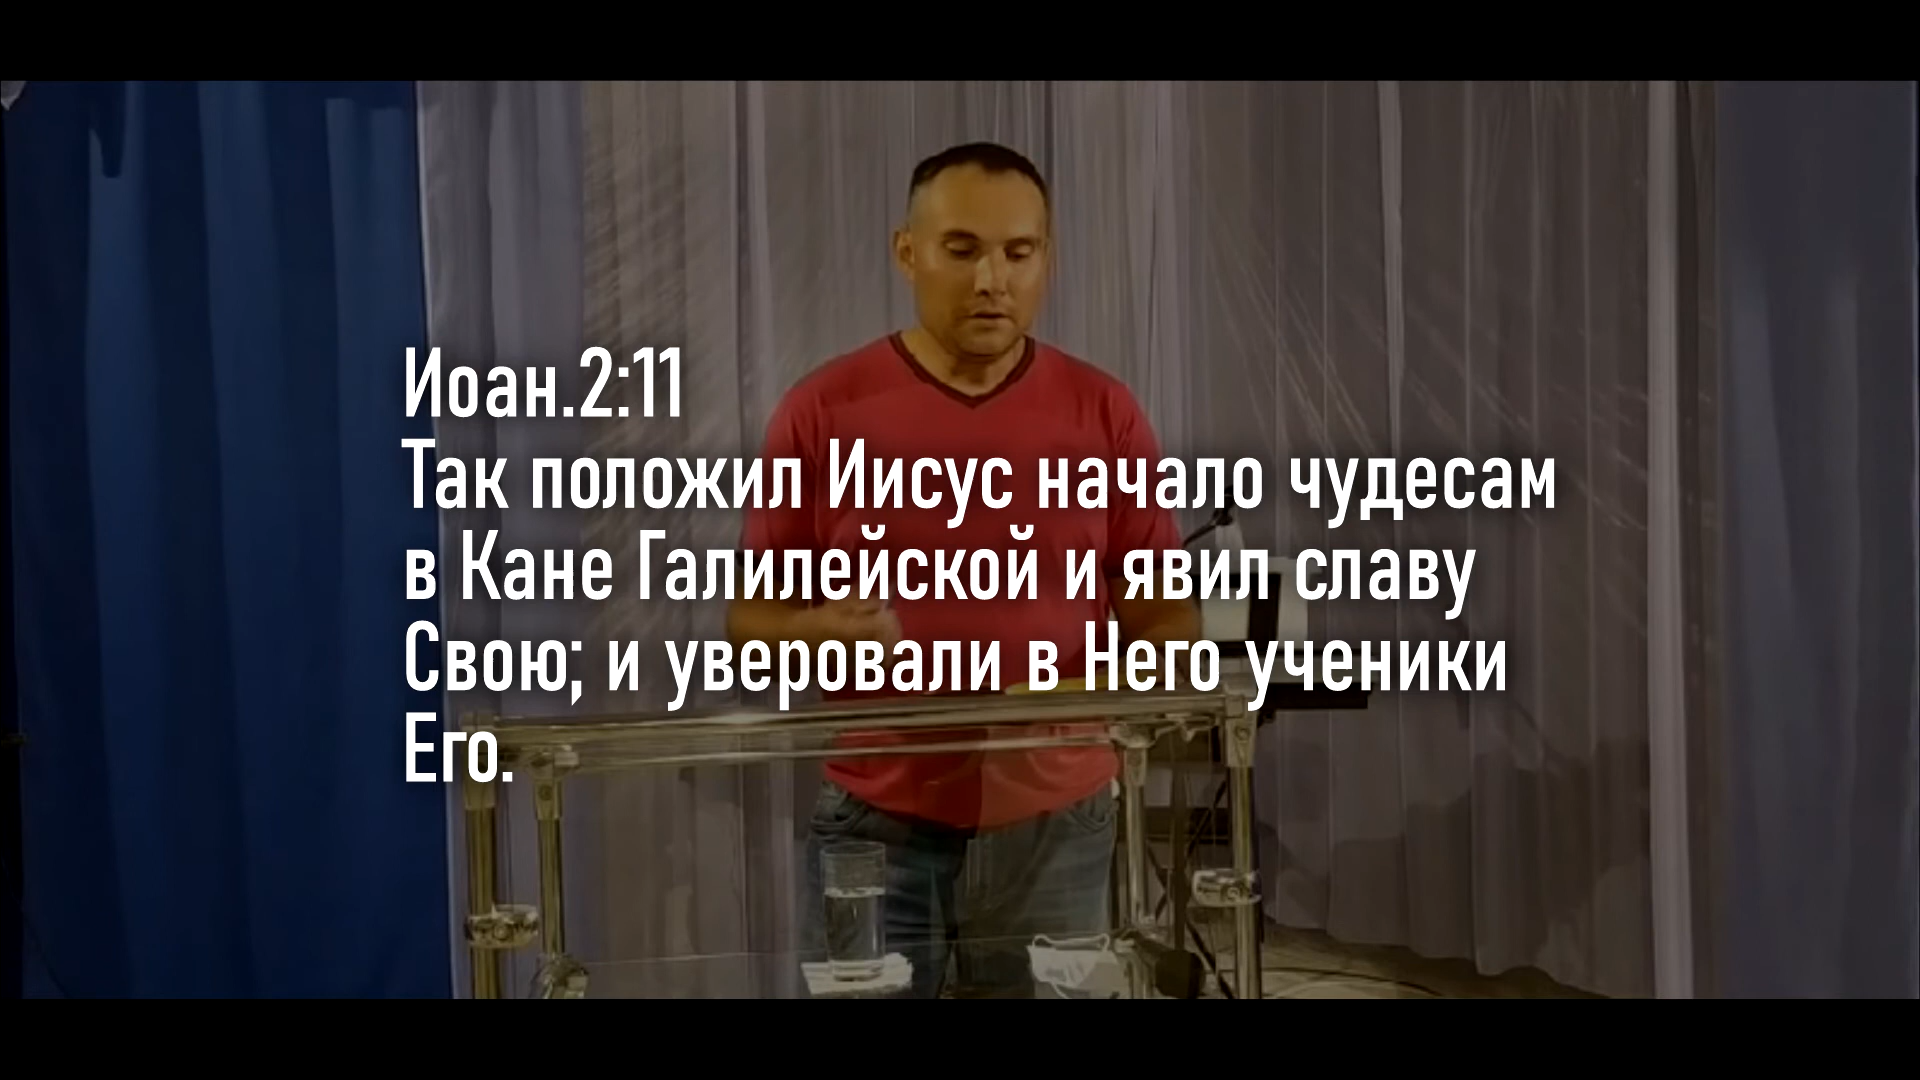 Иоан.2:11
Так положил Иисус начало чудесам
в Кане Галилейской и явил славу
Свою; и уверовали в Него ученики
Его.